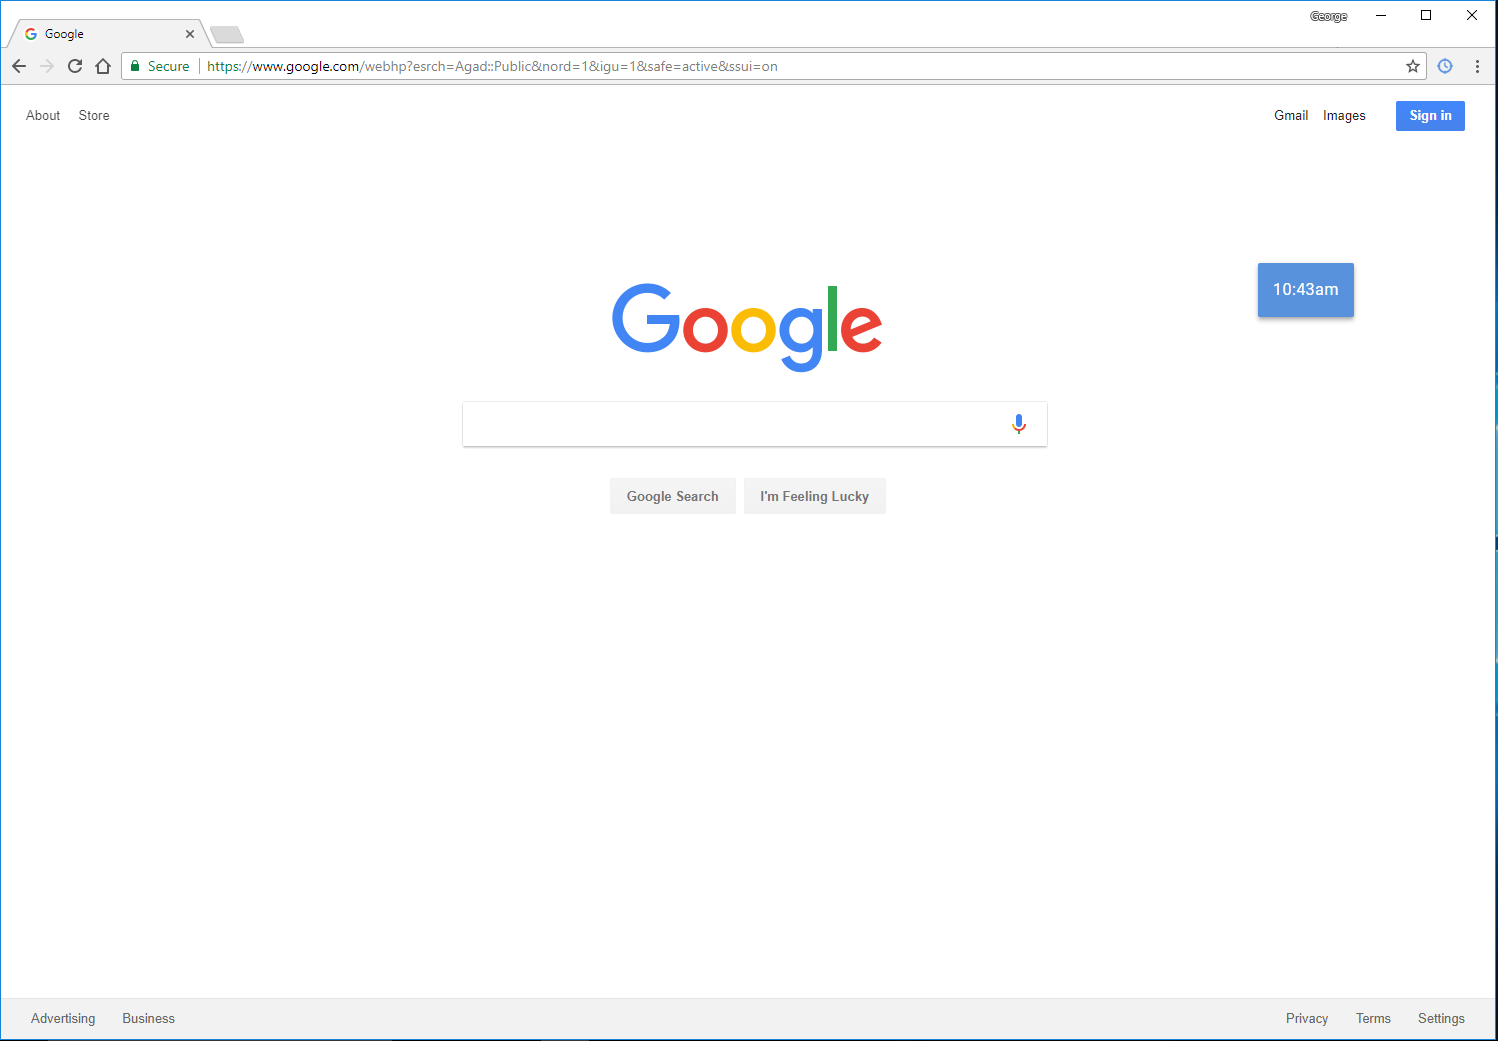 George
Google
Secure https://www.google.com/webhp?esrch=Agad::Public&nord=1&igu=1&safe=active&ssui=on
About Store Gmail Images Sign in
10:43am
Google
Google Search I'm Feeling Lucky
Advertising Business Privacy Terms Settings